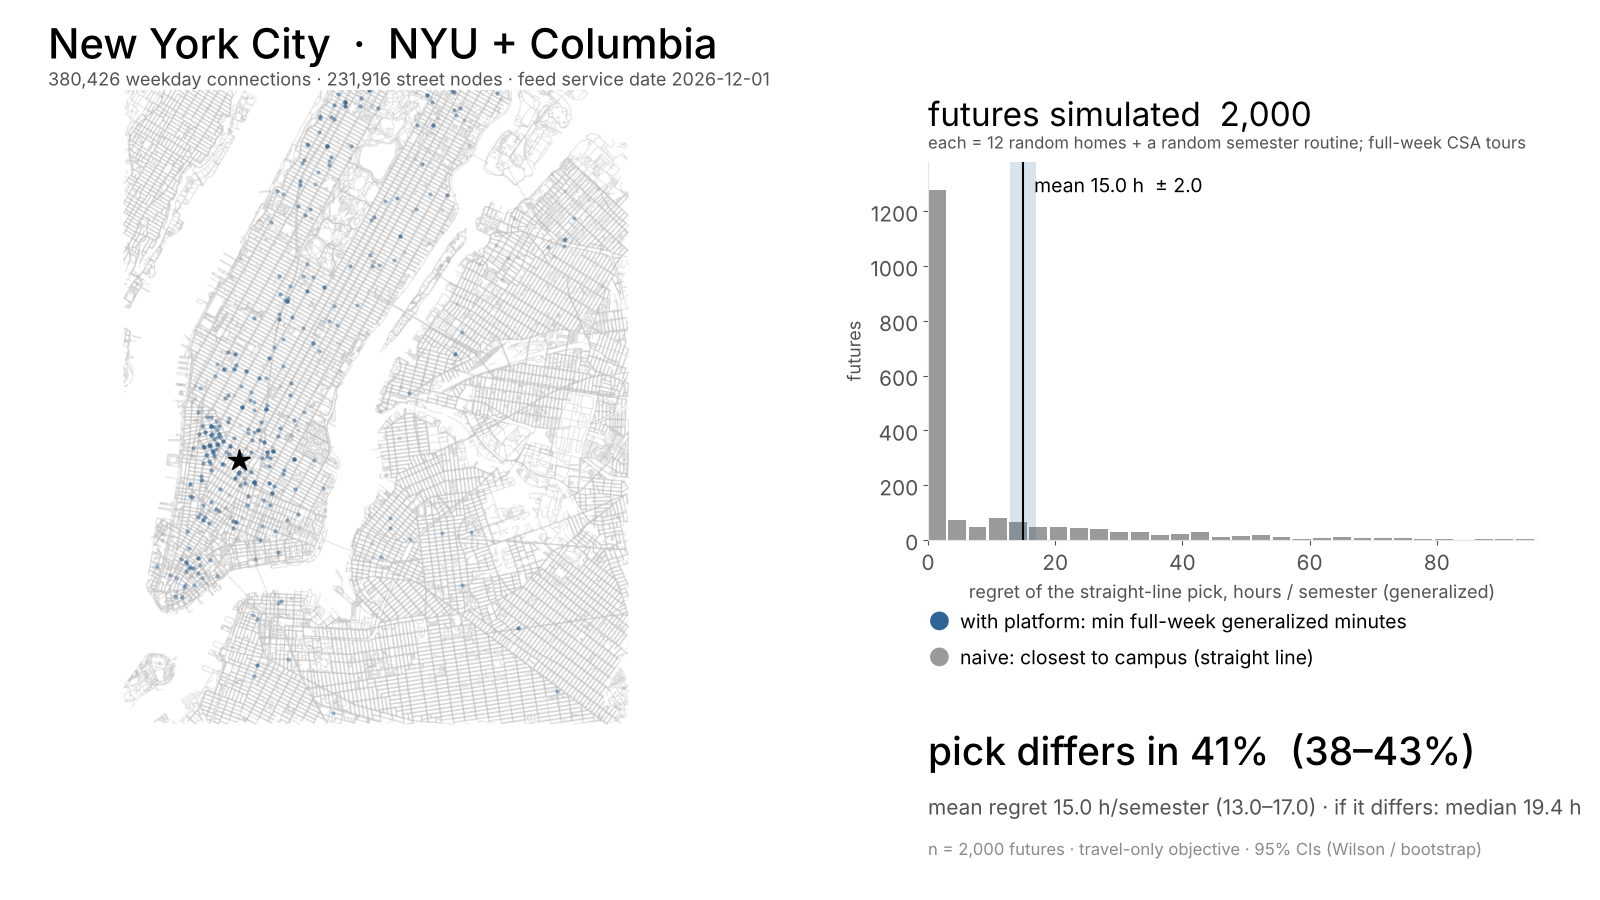 New York City · NYU + Columbia
380,426 weekday connections · 231,916 street nodes · feed service date 2026-12-01
futures simulated 2,000
each = 12 random homes + a random semester routine; full-week CSA tours
mean 15.0 h ± 2.0
1200
1000
800
600
400
200
0
futures
0 20 40 60 80
regret of the straight-line pick, hours / semester (generalized)
with platform: min full-week generalized minutes
naive: closest to campus (straight line)
pick differs in 41% (38–43%)
mean regret 15.0 h/semester (13.0–17.0) · if it differs: median 19.4 h
n = 2,000 futures · travel-only objective · 95% CIs (Wilson / bootstrap)